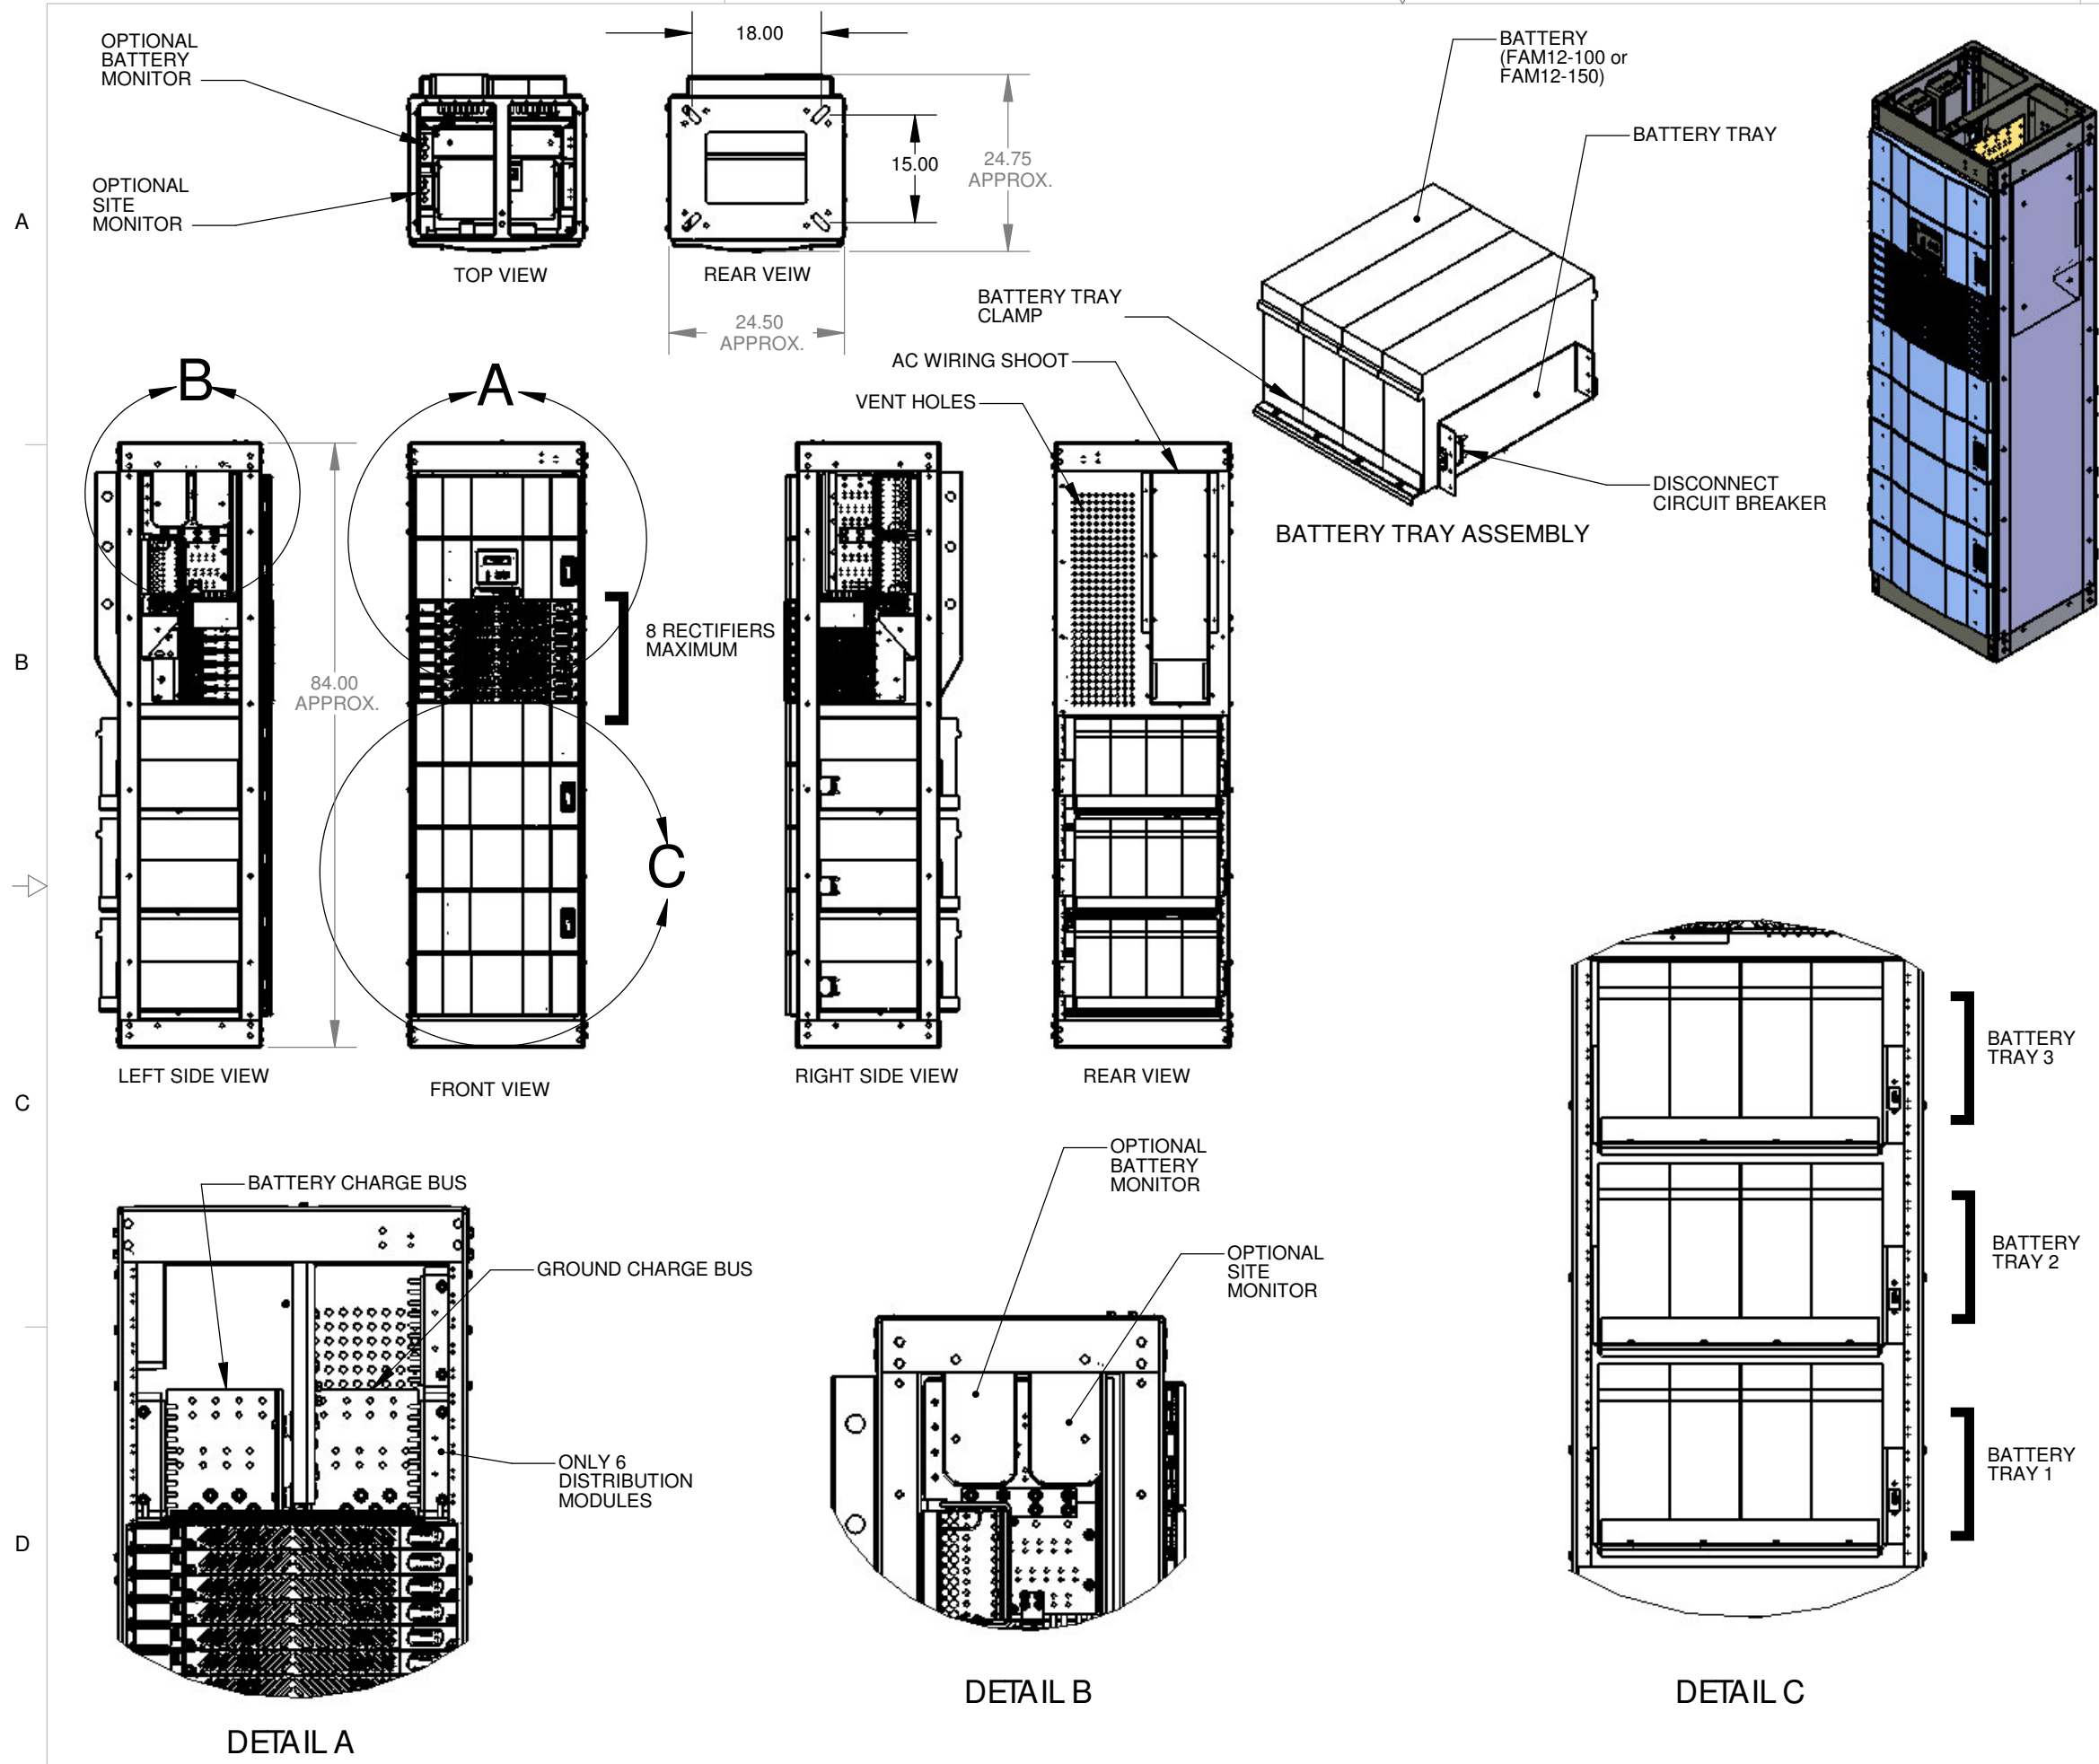 OPTIONAL
BATTERY
MONITOR
OPTIONAL
SITE
MONITOR
TOP VIEW
18.00
15.00
24.75
APPROX.
REAR VEIW
24.50
APPROX.
BATTERY
(FAM12-100 or
FAM12-150)
BATTERY TRAY
BATTERY TRAY
CLAMP
DISCONNECT
CIRCUIT BREAKER
BATTERY TRAY ASSEMBLY
A
B
C
D
B
A
C
84.00
APPROX.
8 RECTIFIERS
MAXIMUM
AC WIRING SHOOT
VENT HOLES
LEFT SIDE VIEW
FRONT VIEW
RIGHT SIDE VIEW
REAR VIEW
BATTERY CHARGE BUS
GROUND CHARGE BUS
ONLY 6
DISTRIBUTION
MODULES
DETAIL A
OPTIONAL
BATTERY
MONITOR
OPTIONAL
SITE
MONITOR
DETAIL B
BATTERY
TRAY 3
BATTERY
TRAY 2
BATTERY
TRAY 1
DETAIL C